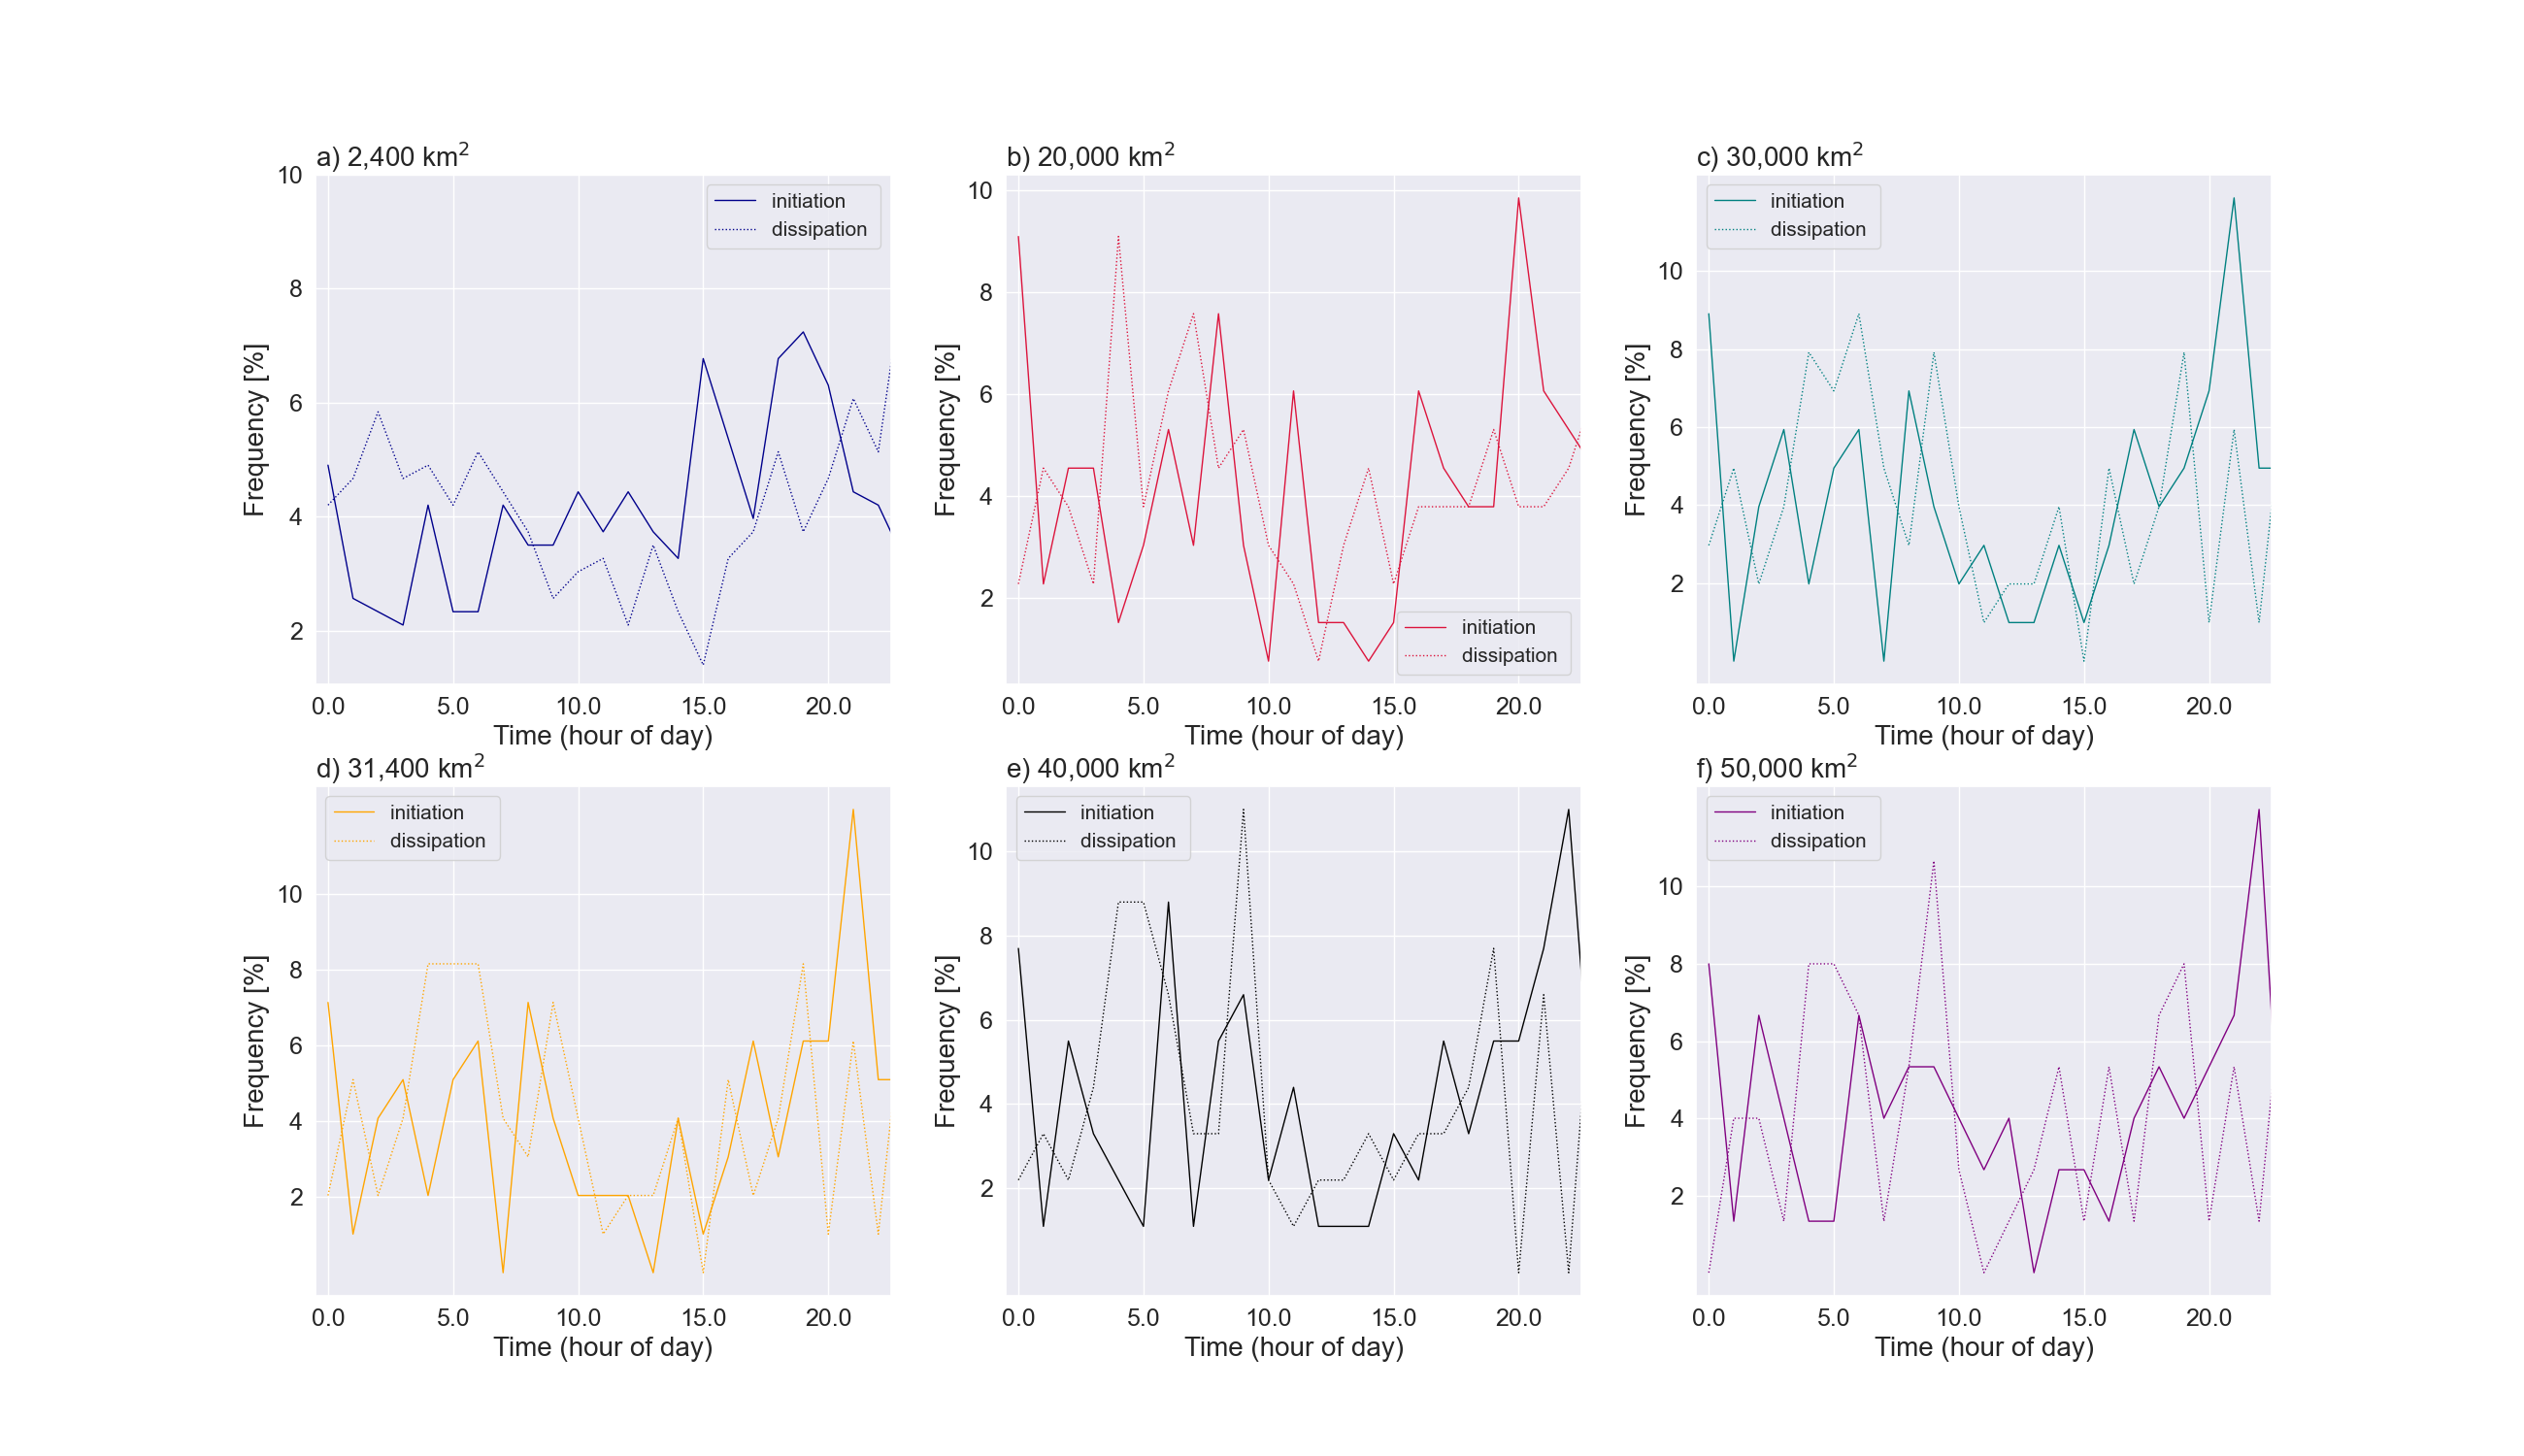 a) 2,400 km²
10
8
6
4
2
Frequency [%]
initiation
dissipation
0.0 5.0 10.0 15.0 20.0
Time (hour of day)
b) 20,000 km²
10
8
6
4
2
Frequency [%]
initiation
dissipation
0.0 5.0 10.0 15.0 20.0
Time (hour of day)
c) 30,000 km²
10
8
6
4
2
Frequency [%]
initiation
dissipation
0.0 5.0 10.0 15.0 20.0
Time (hour of day)
d) 31,400 km²
10
8
6
4
2
Frequency [%]
initiation
dissipation
0.0 5.0 10.0 15.0 20.0
Time (hour of day)
e) 40,000 km²
10
8
6
4
2
Frequency [%]
initiation
dissipation
0.0 5.0 10.0 15.0 20.0
Time (hour of day)
f) 50,000 km²
10
8
6
4
2
Frequency [%]
initiation
dissipation
0.0 5.0 10.0 15.0 20.0
Time (hour of day)